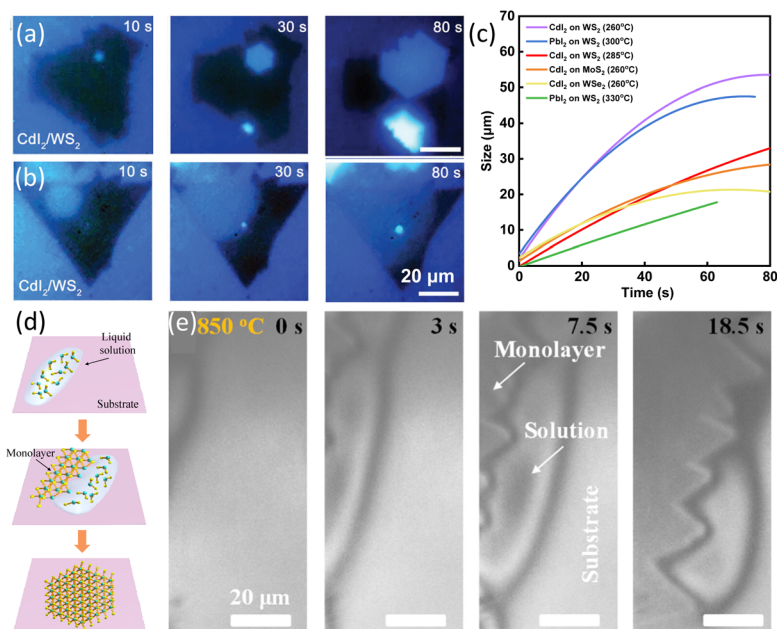 (a)
10 s
30 s
80 s
CdI₂/WS₂
(b)
10 s
30 s
80 s
CdI₂/WS₂
20 μm
(c)
70
60
50
40
30
20
10
0
Size (μm)
CdI₂ on WS₂ (260°C)
PbI₂ on WS₂ (300°C)
CdI₂ on WS₂ (285°C)
CdI₂ on MoS₂ (260°C)
CdI₂ on WSe₂ (260°C)
PbI₂ on WS₂ (330°C)
0 20 40 60 80
Time (s)
(d)
Liquid
solution
Substrate
Monolayer
(e)
850 °C 0 s
20 μm
3 s
7.5 s
Monolayer
Solution
Substrate
18.5 s